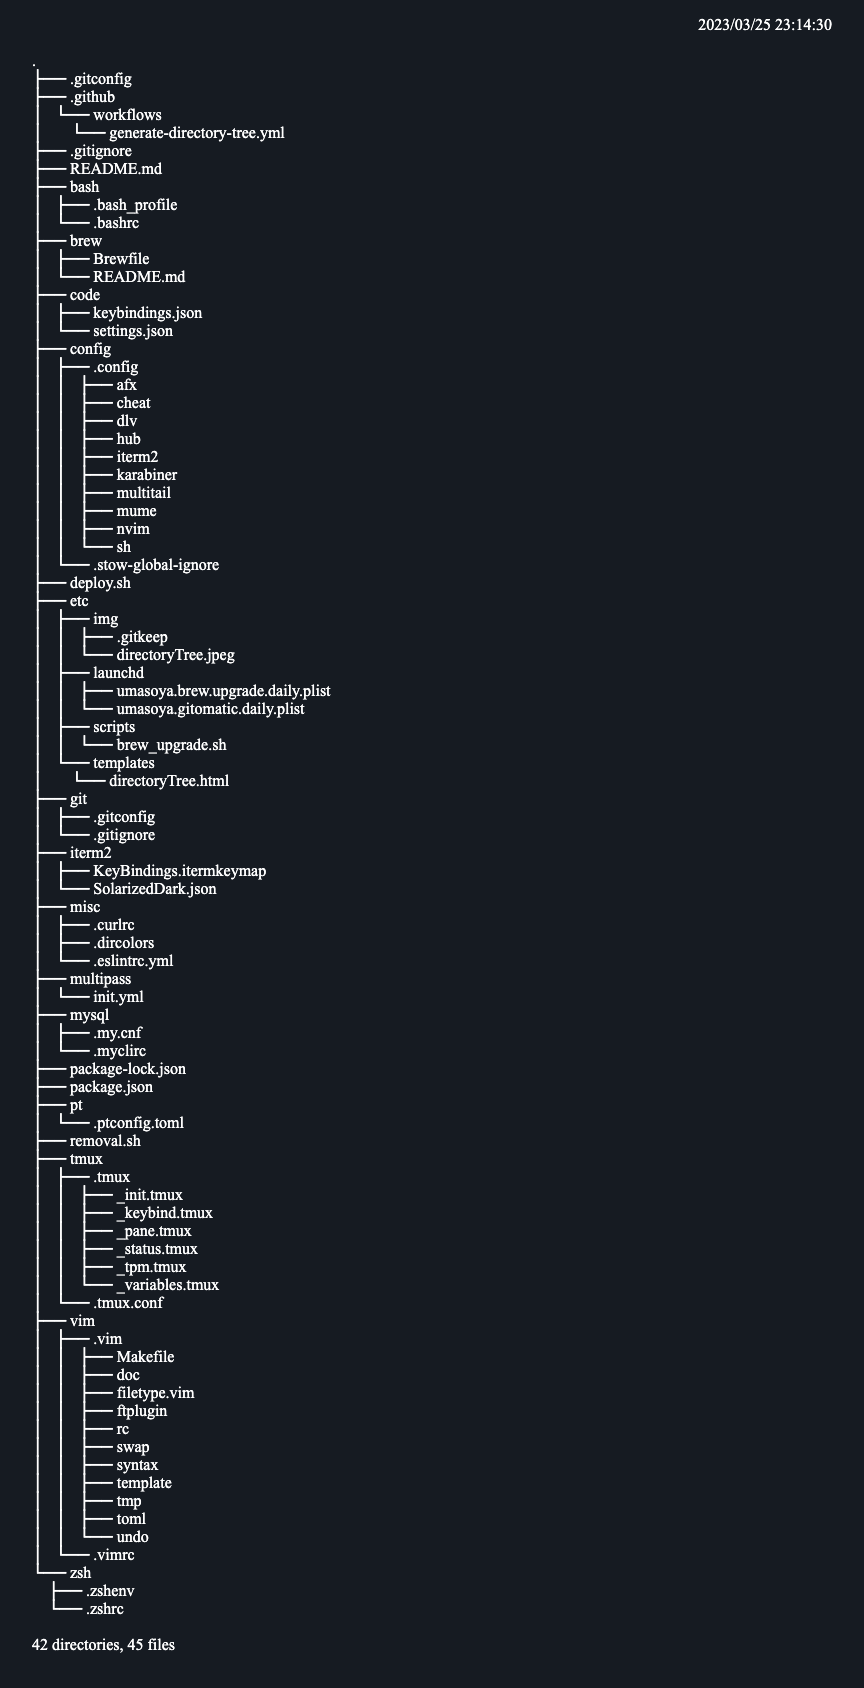 2023/03/25 23:14:30
.
├── .gitconfig
├── .github
│   └── workflows
│       └── generate-directory-tree.yml
├── .gitignore
├── README.md
├── bash
│   ├── .bash_profile
│   └── .bashrc
├── brew
│   ├── Brewfile
│   └── README.md
├── code
│   ├── keybindings.json
│   └── settings.json
├── config
│   ├── .config
│   │   ├── afx
│   │   ├── cheat
│   │   ├── dlv
│   │   ├── hub
│   │   ├── iterm2
│   │   ├── karabiner
│   │   ├── multitail
│   │   ├── mume
│   │   ├── nvim
│   │   └── sh
│   └── .stow-global-ignore
├── deploy.sh
├── etc
│   ├── img
│   │   ├── .gitkeep
│   │   └── directoryTree.jpeg
│   ├── launchd
│   │   ├── umasoya.brew.upgrade.daily.plist
│   │   └── umasoya.gitomatic.daily.plist
│   ├── scripts
│   │   └── brew_upgrade.sh
│   └── templates
│       └── directoryTree.html
├── git
│   ├── .gitconfig
│   └── .gitignore
├── iterm2
│   ├── KeyBindings.itermkeymap
│   └── SolarizedDark.json
├── misc
│   ├── .curlrc
│   ├── .dircolors
│   └── .eslintrc.yml
├── multipass
│   └── init.yml
├── mysql
│   ├── .my.cnf
│   └── .myclirc
├── package-lock.json
├── package.json
├── pt
│   └── .ptconfig.toml
├── removal.sh
├── tmux
│   ├── .tmux
│   │   ├── _init.tmux
│   │   ├── _keybind.tmux
│   │   ├── _pane.tmux
│   │   ├── _status.tmux
│   │   ├── _tpm.tmux
│   │   └── _variables.tmux
│   └── .tmux.conf
├── vim
│   ├── .vim
│   │   ├── Makefile
│   │   ├── doc
│   │   ├── filetype.vim
│   │   ├── ftplugin
│   │   ├── rc
│   │   ├── swap
│   │   ├── syntax
│   │   ├── template
│   │   ├── tmp
│   │   ├── toml
│   │   └── undo
│   └── .vimrc
└── zsh
    ├── .zshenv
    └── .zshrc
42 directories, 45 files